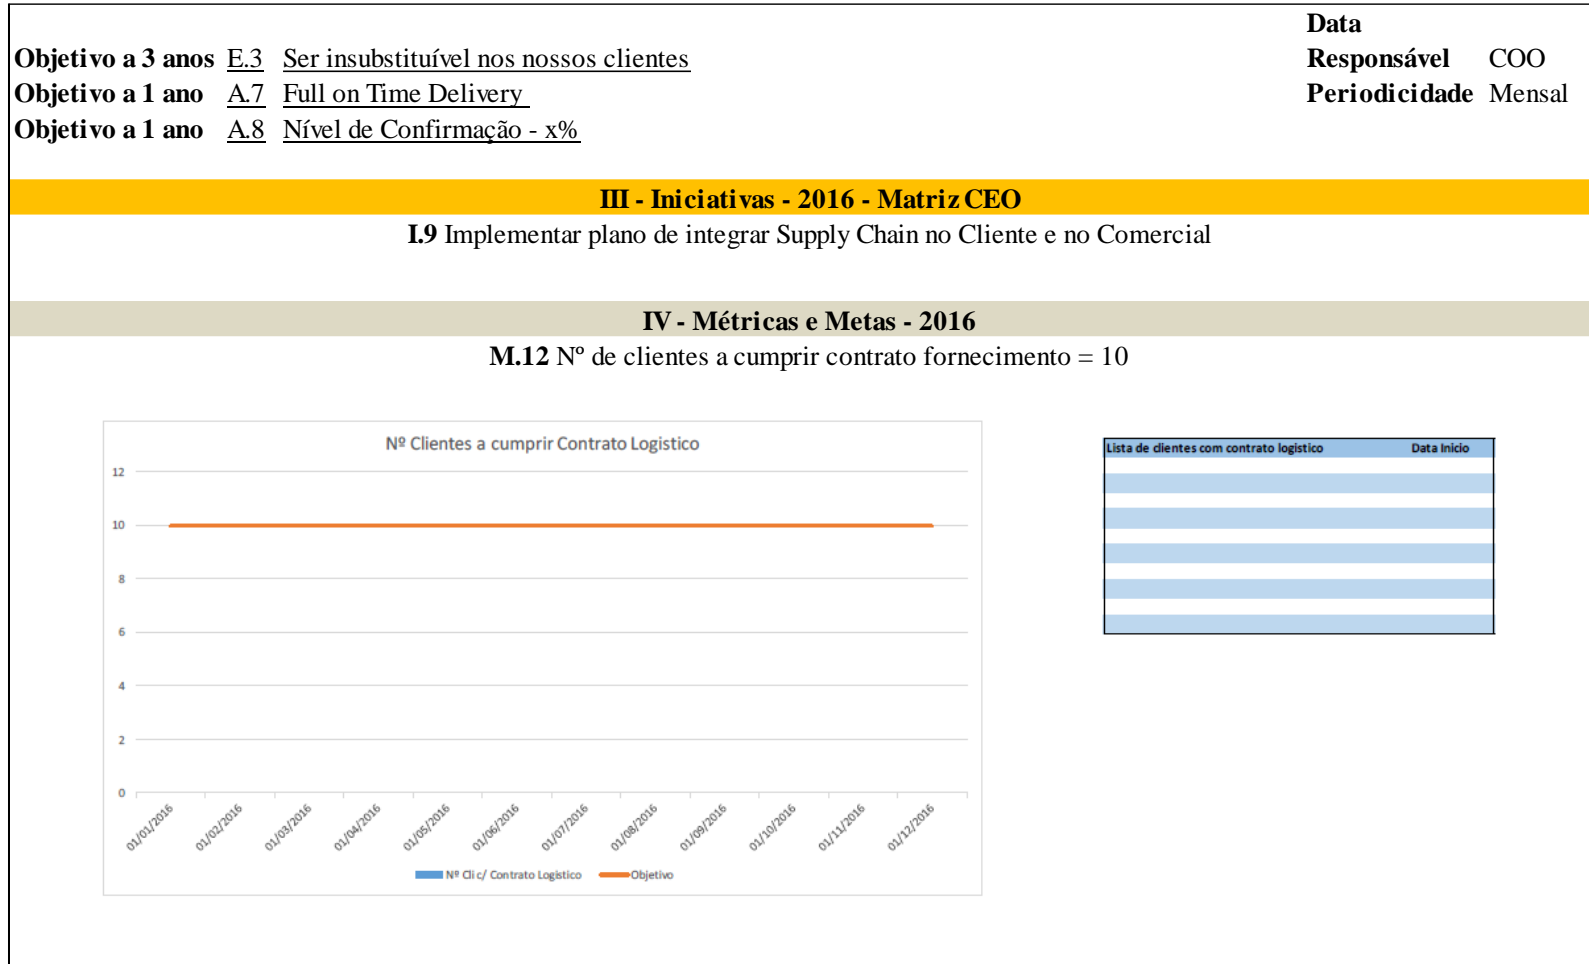 Data
Objetivo a 3 anos E.3 Ser insubstituível nos nossos clientes Responsável COO
Objetivo a 1 ano A.7 Full on Time Delivery Periodicidade Mensal
Objetivo a 1 ano A.8 Nível de Confirmação - x%
III - Iniciativas - 2016 - Matriz CEO
I.9 Implementar plano de integrar Supply Chain no Cliente e no Comercial
IV - Métricas e Metas - 2016
M.12 Nº de clientes a cumprir contrato fornecimento = 10
Nº Clientes a cumprir Contrato Logistico
12
10
8
6
4
2
0
01/01/2016 01/02/2016 01/03/2016 01/04/2016 01/05/2016 01/06/2016 01/07/2016 01/08/2016 01/09/2016 01/10/2016 01/11/2016 01/12/2016
Nº Cli c/ Contrato Logistico Objetivo
Lista de clientes com contrato logistico Data Inicio